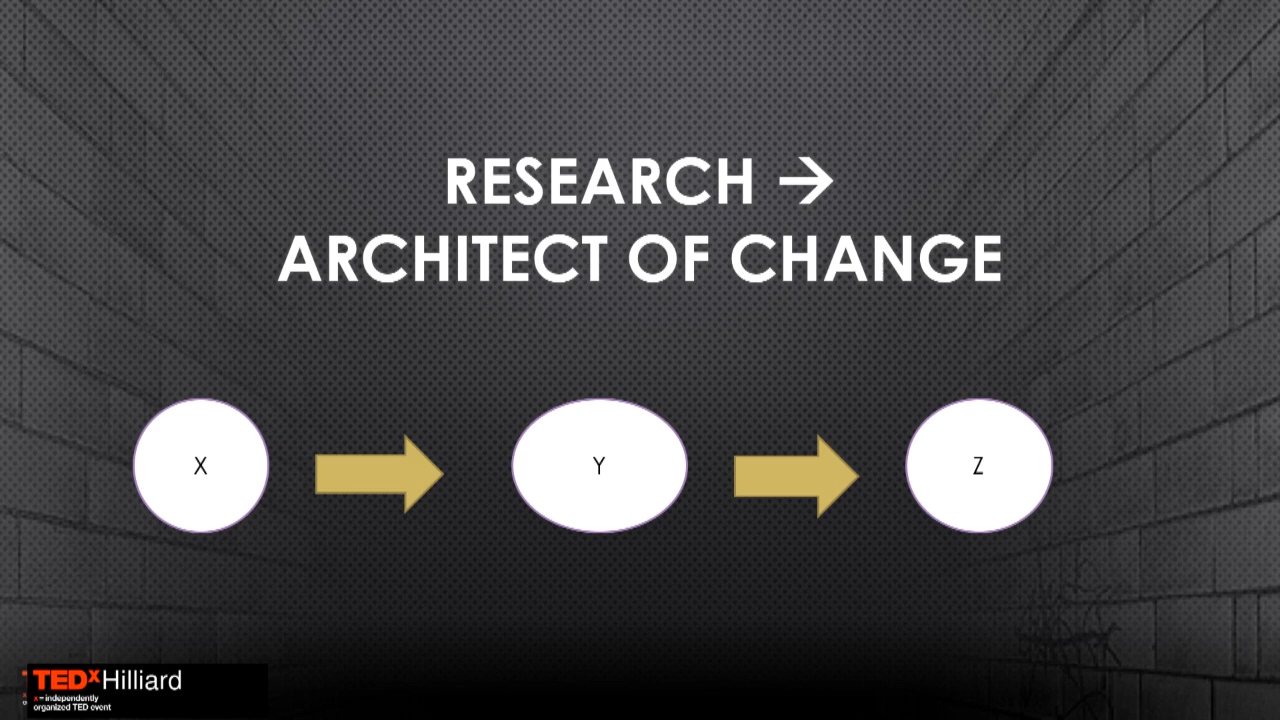 RESEARCH →
ARCHITECT OF CHANGE
X
Y
Z
TEDxHilliard
x = independently
organized TED event